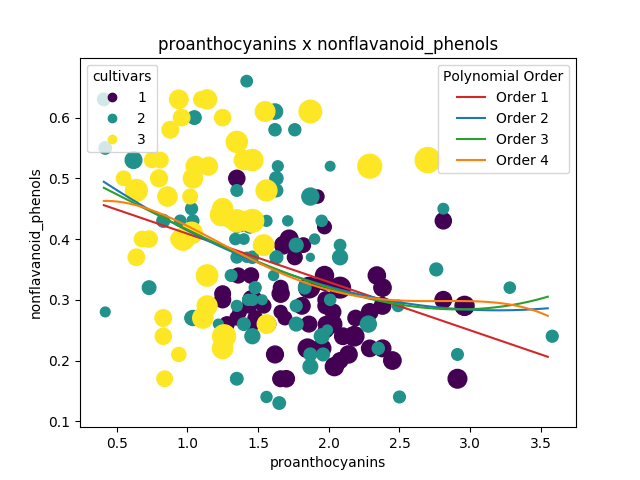 proanthocyanins x nonflavanoid_phenols
cultivars
1
2
3
Polynomial Order
Order 1
Order 2
Order 3
Order 4
0.6
0.5
0.4
0.3
0.2
0.1
nonflavanoid_phenols
0.5 1.0 1.5 2.0 2.5 3.0 3.5
proanthocyanins